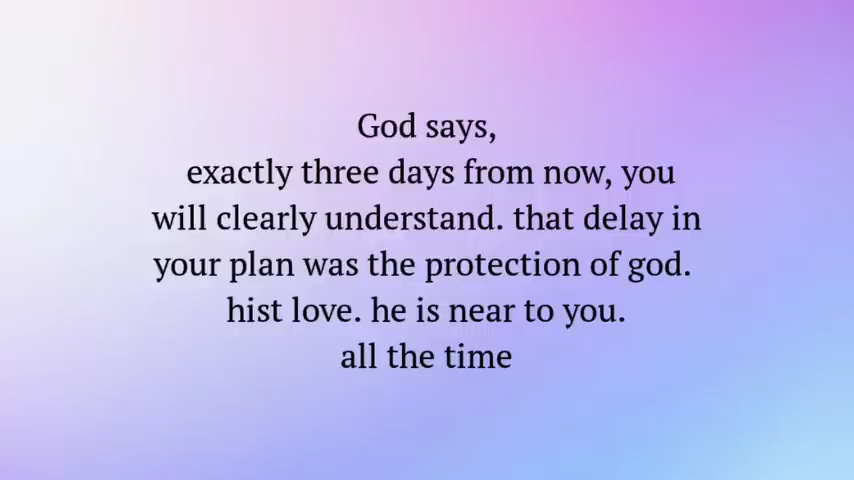 God says,
exactly three days from now, you
will clearly understand. that delay in
your plan was the protection of god.
hist love. he is near to you.
all the time